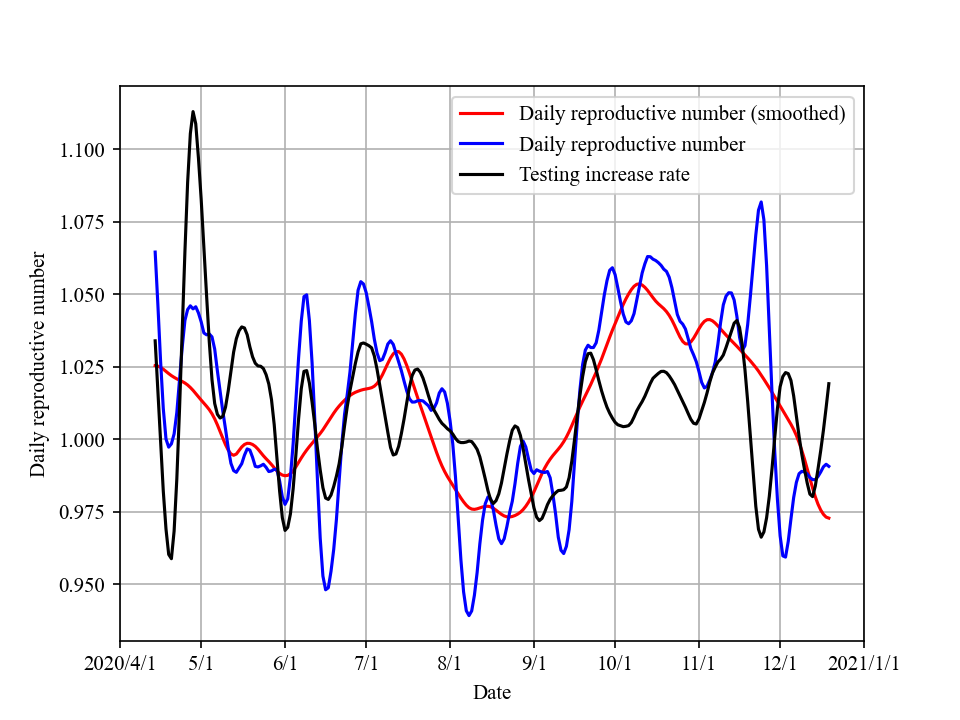 Daily reproductive number (smoothed)
Daily reproductive number
Testing increase rate
Daily reproductive number
1.100
1.075
1.050
1.025
1.000
0.975
0.950
2020/4/1 5/1 6/1 7/1 8/1 9/1 10/1 11/1 12/1 2021/1/1
Date